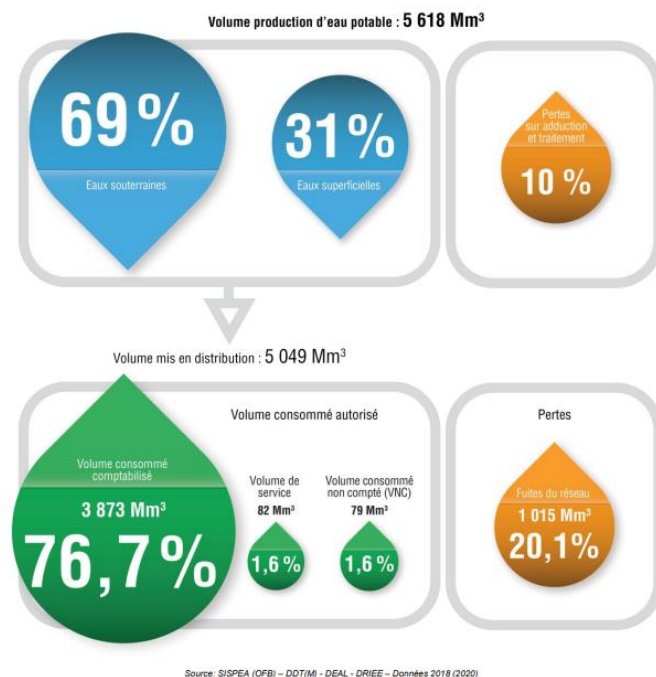 Volume production d'eau potable : 5 618 Mm³
69 %
Eaux souterraines
31 %
Eaux superficielles
Pertes
sur adduction
et traitement
10 %
Volume mis en distribution : 5 049 Mm³
Volume consommé autorisé
Volume consommé
comptabilisé
3 873 Mm³
76,7 %
Volume de
service
82 Mm³
1,6 %
Volume consommé
non compté (VNC)
79 Mm³
1,6 %
Pertes
Fuites du réseau
1 015 Mm³
20,1%
Source: SISPEA (OFB) – DDT(M) - DEAL - DRIEE – Données 2018 (2020)